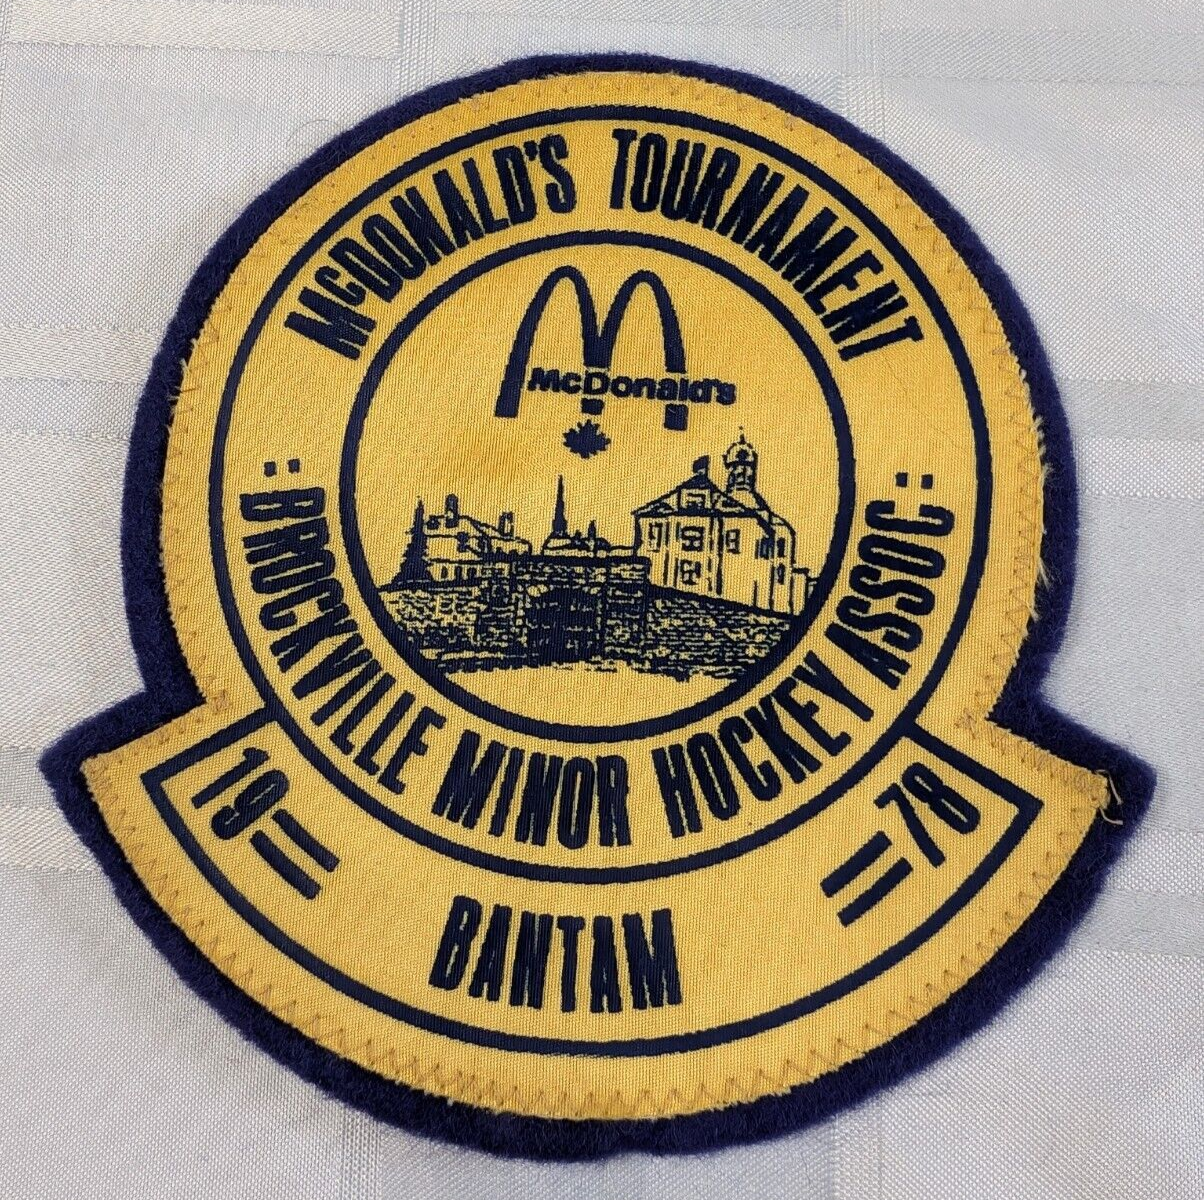 McDONALD'S TOURNAMENT
McDonald's
:BROCKVILLE MINOR HOCKEY ASSOC:
19= =78
BANTAM